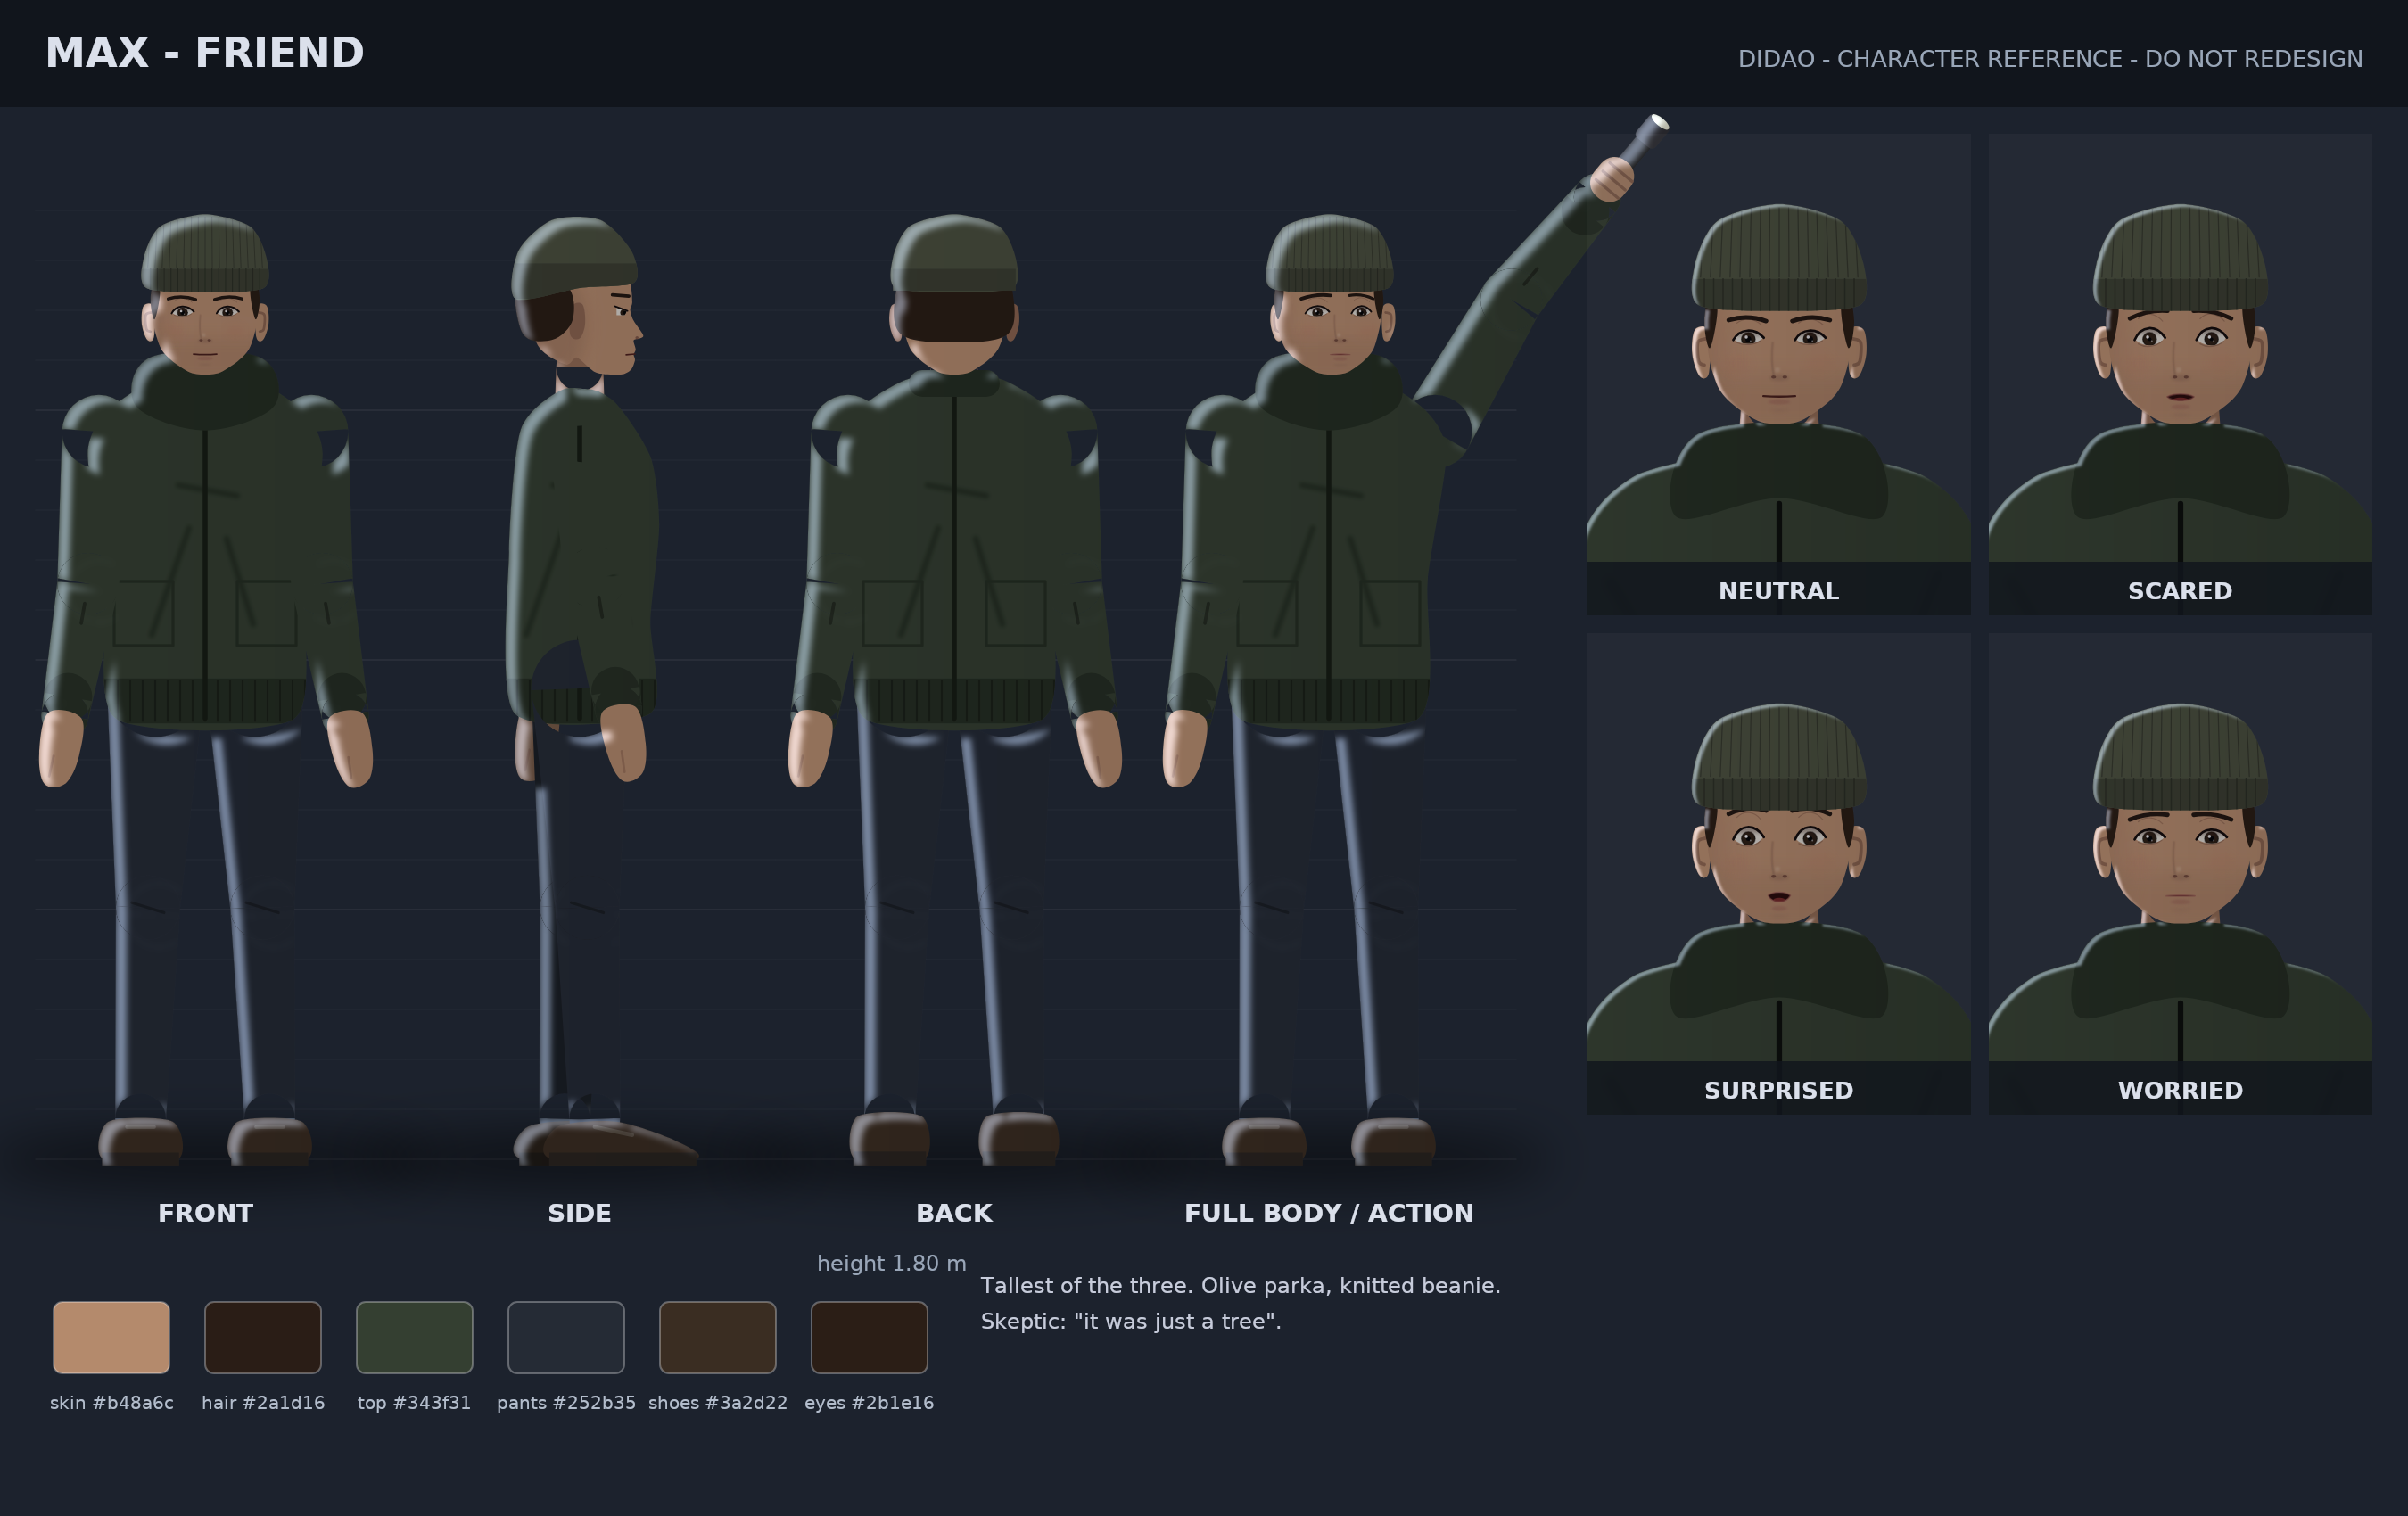 MAX - FRIEND
DIDAO - CHARACTER REFERENCE - DO NOT REDESIGN
NEUTRAL
SCARED
SURPRISED
WORRIED
FRONT
SIDE
BACK
FULL BODY / ACTION
height 1.80 m
Tallest of the three. Olive parka, knitted beanie.
Skeptic: "it was just a tree".
skin #b48a6c
hair #2a1d16
top #343f31
pants #252b35
shoes #3a2d22
eyes #2b1e16